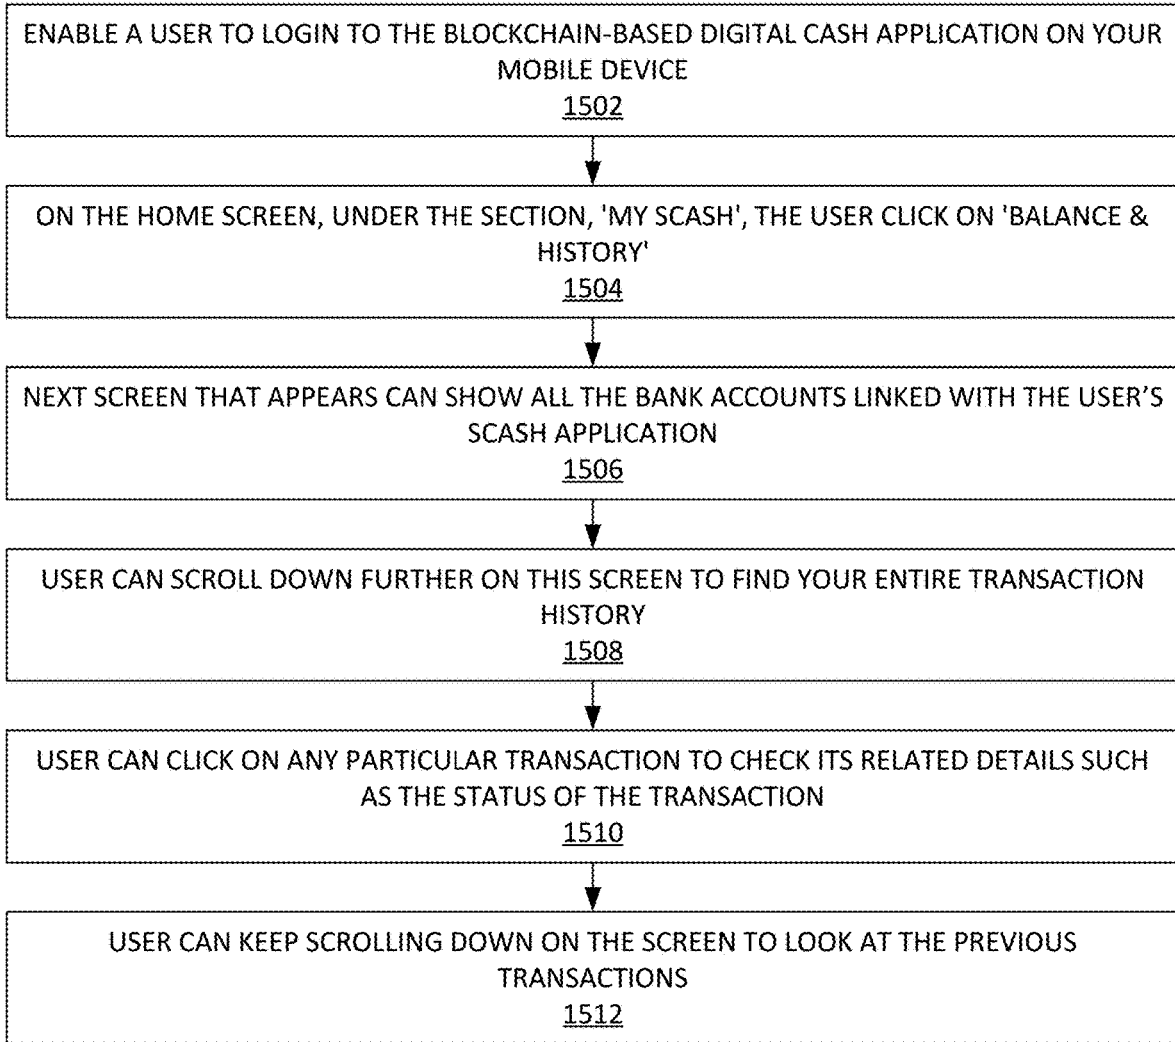 ENABLE A USER TO LOGIN TO THE BLOCKCHAIN-BASED DIGITAL CASH APPLICATION ON YOUR
MOBILE DEVICE
1502
ON THE HOME SCREEN, UNDER THE SECTION, 'MY SCASH', THE USER CLICK ON 'BALANCE &
HISTORY'
1504
NEXT SCREEN THAT APPEARS CAN SHOW ALL THE BANK ACCOUNTS LINKED WITH THE USER’S
SCASH APPLICATION
1506
USER CAN SCROLL DOWN FURTHER ON THIS SCREEN TO FIND YOUR ENTIRE TRANSACTION
HISTORY
1508
USER CAN CLICK ON ANY PARTICULAR TRANSACTION TO CHECK ITS RELATED DETAILS SUCH
AS THE STATUS OF THE TRANSACTION
1510
USER CAN KEEP SCROLLING DOWN ON THE SCREEN TO LOOK AT THE PREVIOUS
TRANSACTIONS
1512